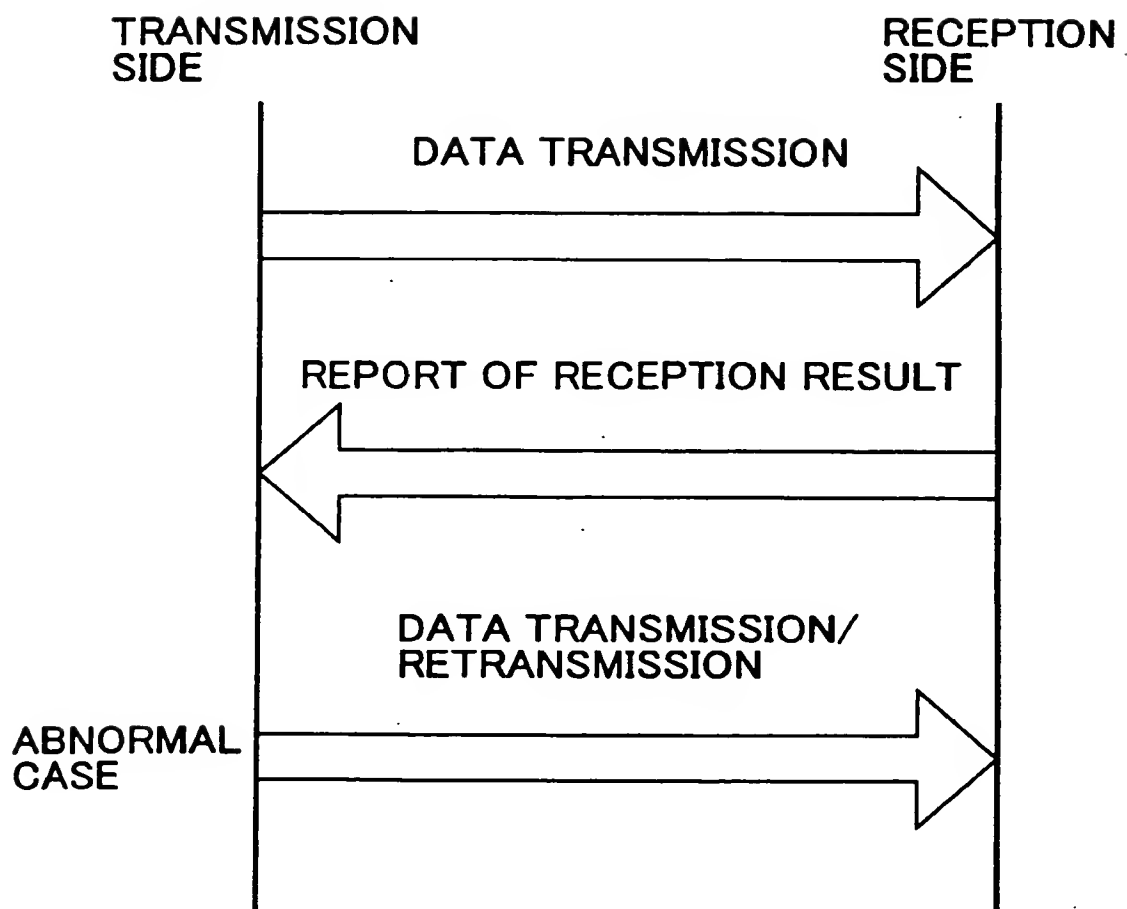 TRANSMISSION
SIDE
RECEPTION
SIDE
DATA TRANSMISSION
REPORT OF RECEPTION RESULT
DATA TRANSMISSION/
RETRANSMISSION
ABNORMAL
CASE